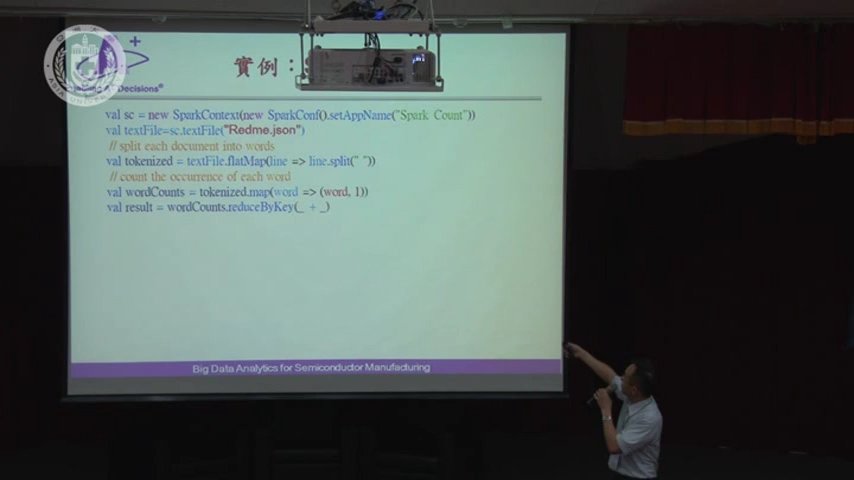 實例：
Decisions®
val sc = new SparkContext(new SparkConf().setAppName("Spark Count"))
val textFile=sc.textFile("Redme.json")
// split each document into words
val tokenized = textFile.flatMap(line => line.split(" "))
// count the occurrence of each word
val wordCounts = tokenized.map(word => (word, 1))
val result = wordCounts.reduceByKey(_ + _)
Big Data Analytics for Semiconductor Manufacturing